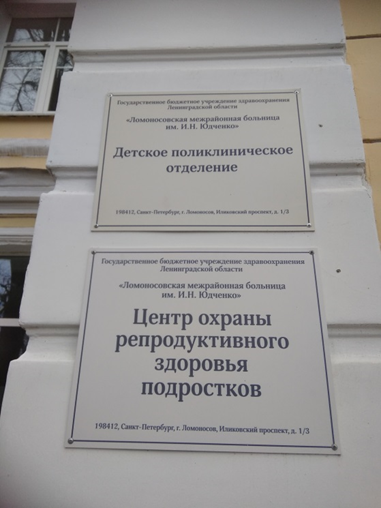 Государственное бюджетное учреждение здравоохранения
Ленинградской области
«Ломоносовская межрайонная больница
им. И.Н. Юдченко»
Детское поликлиническое
отделение
198412, Санкт-Петербург, г. Ломоносов, Иликовский проспект, д. 1/3
Государственное бюджетное учреждение здравоохранения
Ленинградской области
«Ломоносовская межрайонная больница
им. И.Н. Юдченко»
Центр охраны
репродуктивного
здоровья
подростков
198412, Санкт-Петербург, г. Ломоносов, Иликовский проспект, д. 1/3